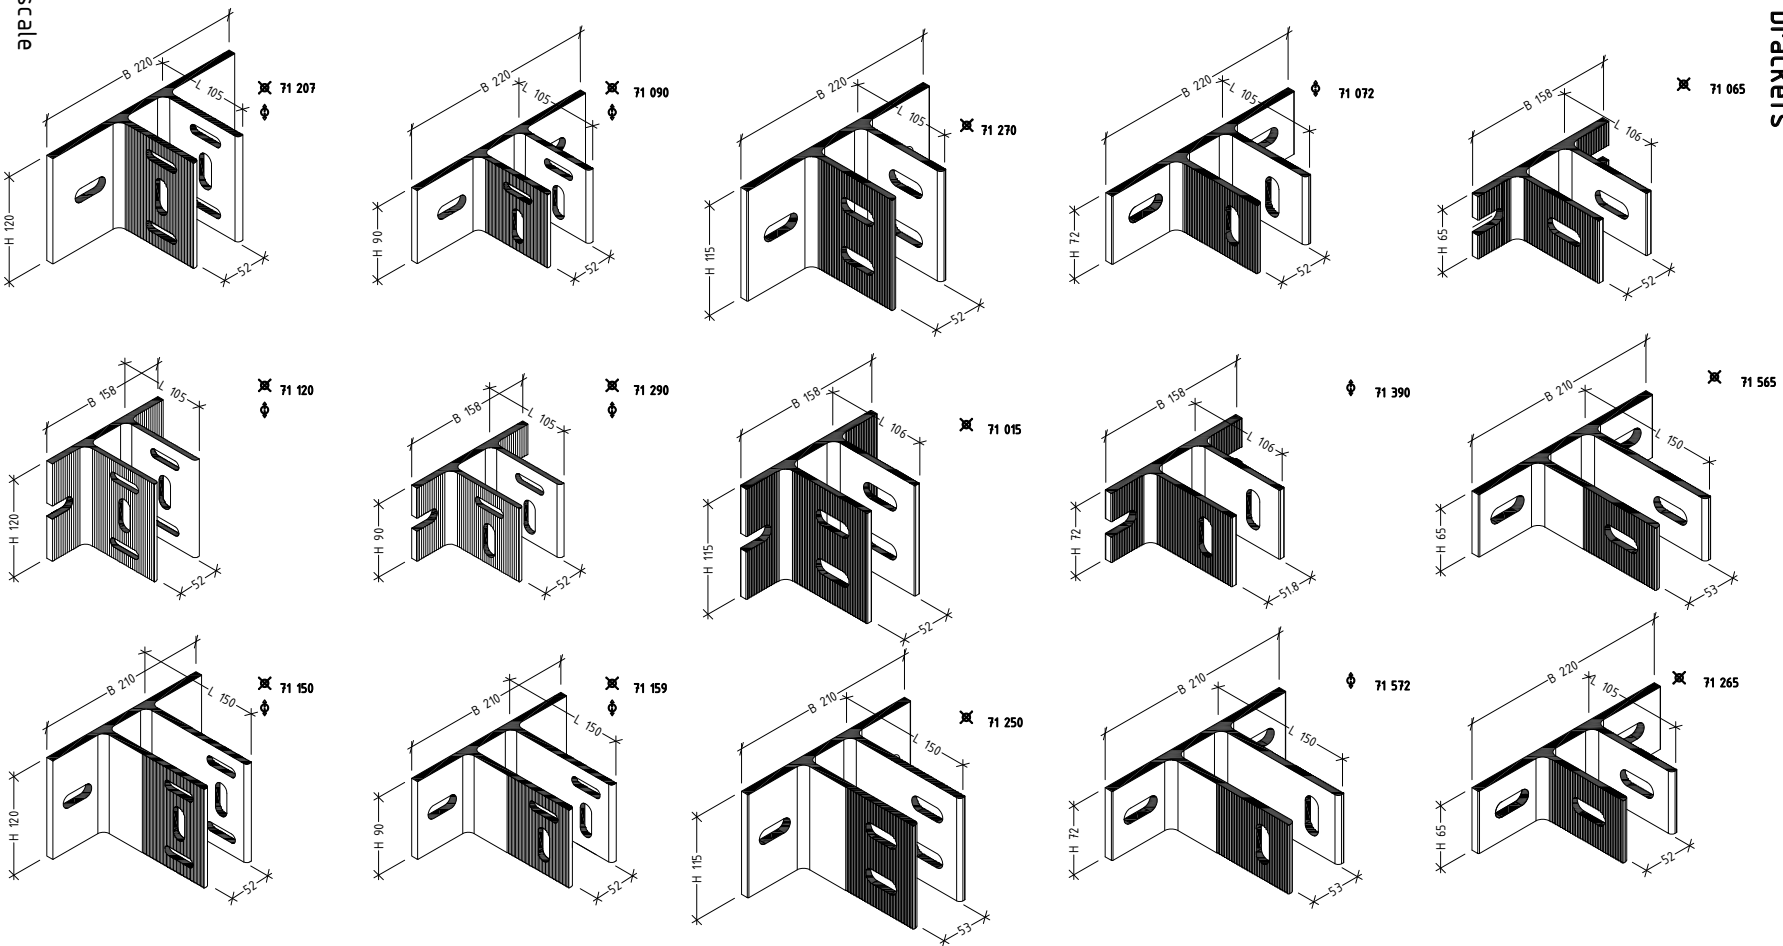 scale
brackets
B 220
L 105
H 120
52
71 207
B 220
L 105
H 90
52
71 090
B 220
L 105
H 115
52
71 270
B 220
L 105
H 72
52
71 072
B 158
L 106
H 65
52
71 065
B 158
L 105
H 120
52
71 120
B 158
L 105
H 90
52
71 290
B 158
L 106
H 115
52
71 015
B 158
L 106
H 72
51.8
71 390
B 210
L 150
H 65
53
71 565
B 210
L 150
H 120
52
71 150
B 210
L 150
H 90
52
71 159
B 210
L 150
H 115
53
71 250
B 210
L 150
H 72
53
71 572
B 220
L 105
H 65
52
71 265